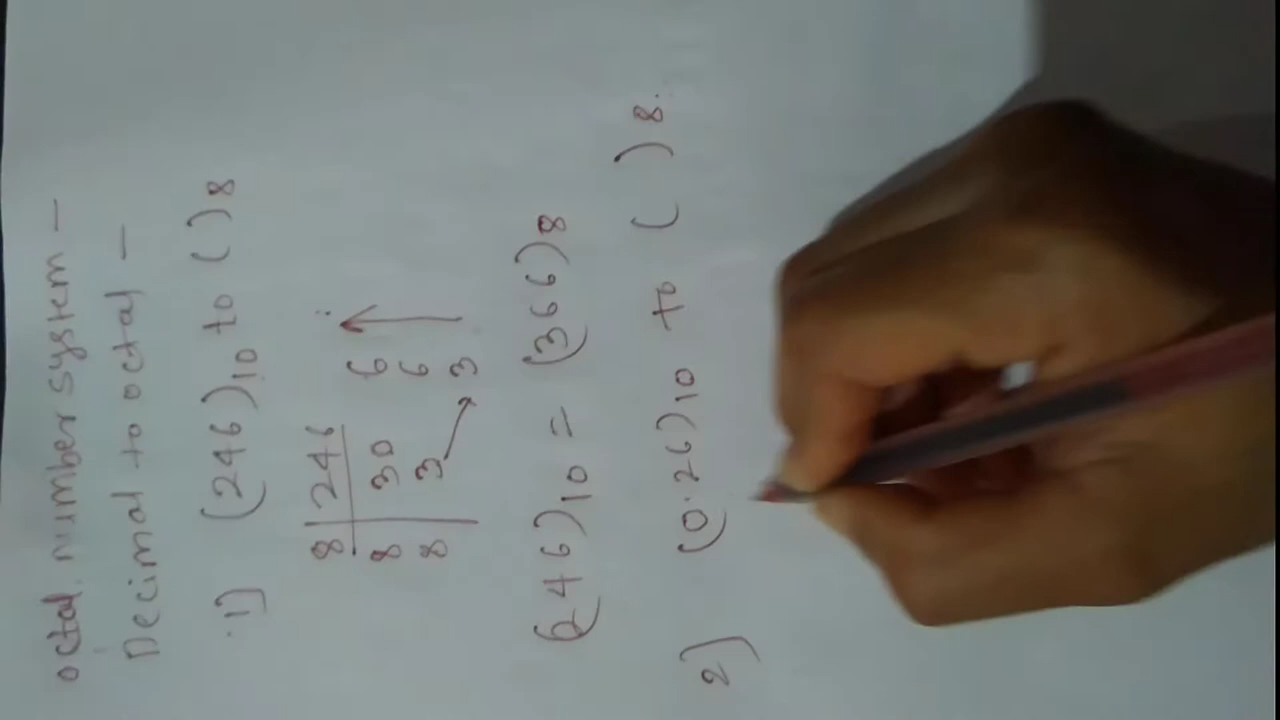 octal number system -
Decimal to octal -
1) (246)10 to ( )8
8 | 246
8 | 30 6
8 | 3 6
3
(246)10 = (366)8
2) (0.26)10 to ( )8.